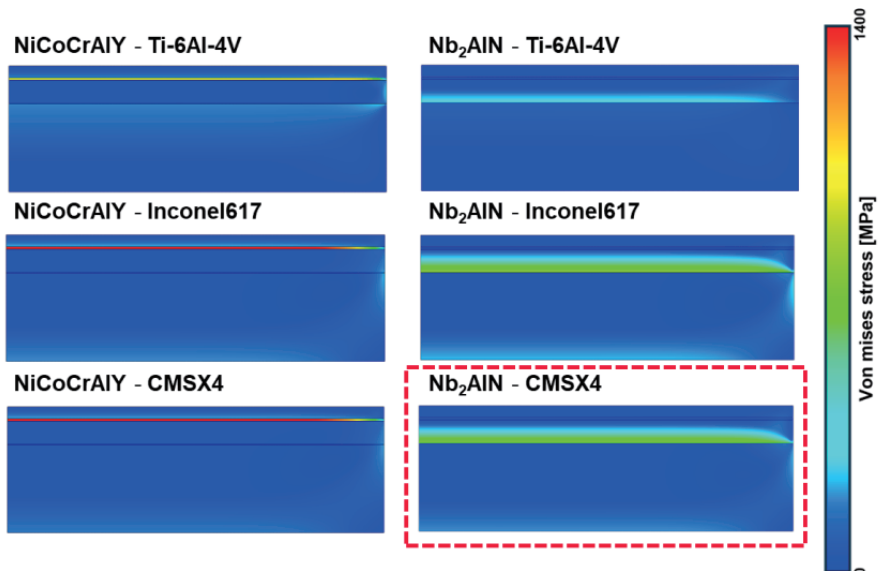 NiCoCrAlY - Ti-6Al-4V
Nb₂AlN - Ti-6Al-4V
NiCoCrAlY - Inconel617
Nb₂AlN - Inconel617
NiCoCrAlY - CMSX4
Nb₂AlN - CMSX4
1400
Von mises stress [MPa]
0